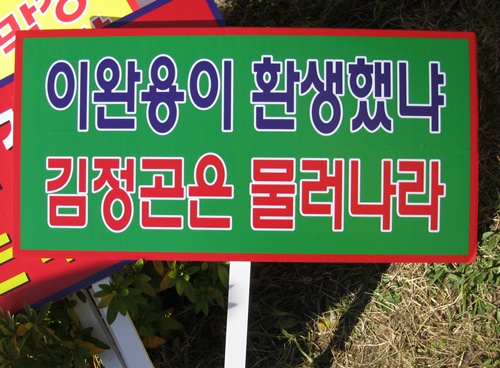 이완용이 환생했냐
김정곤은 물러나라